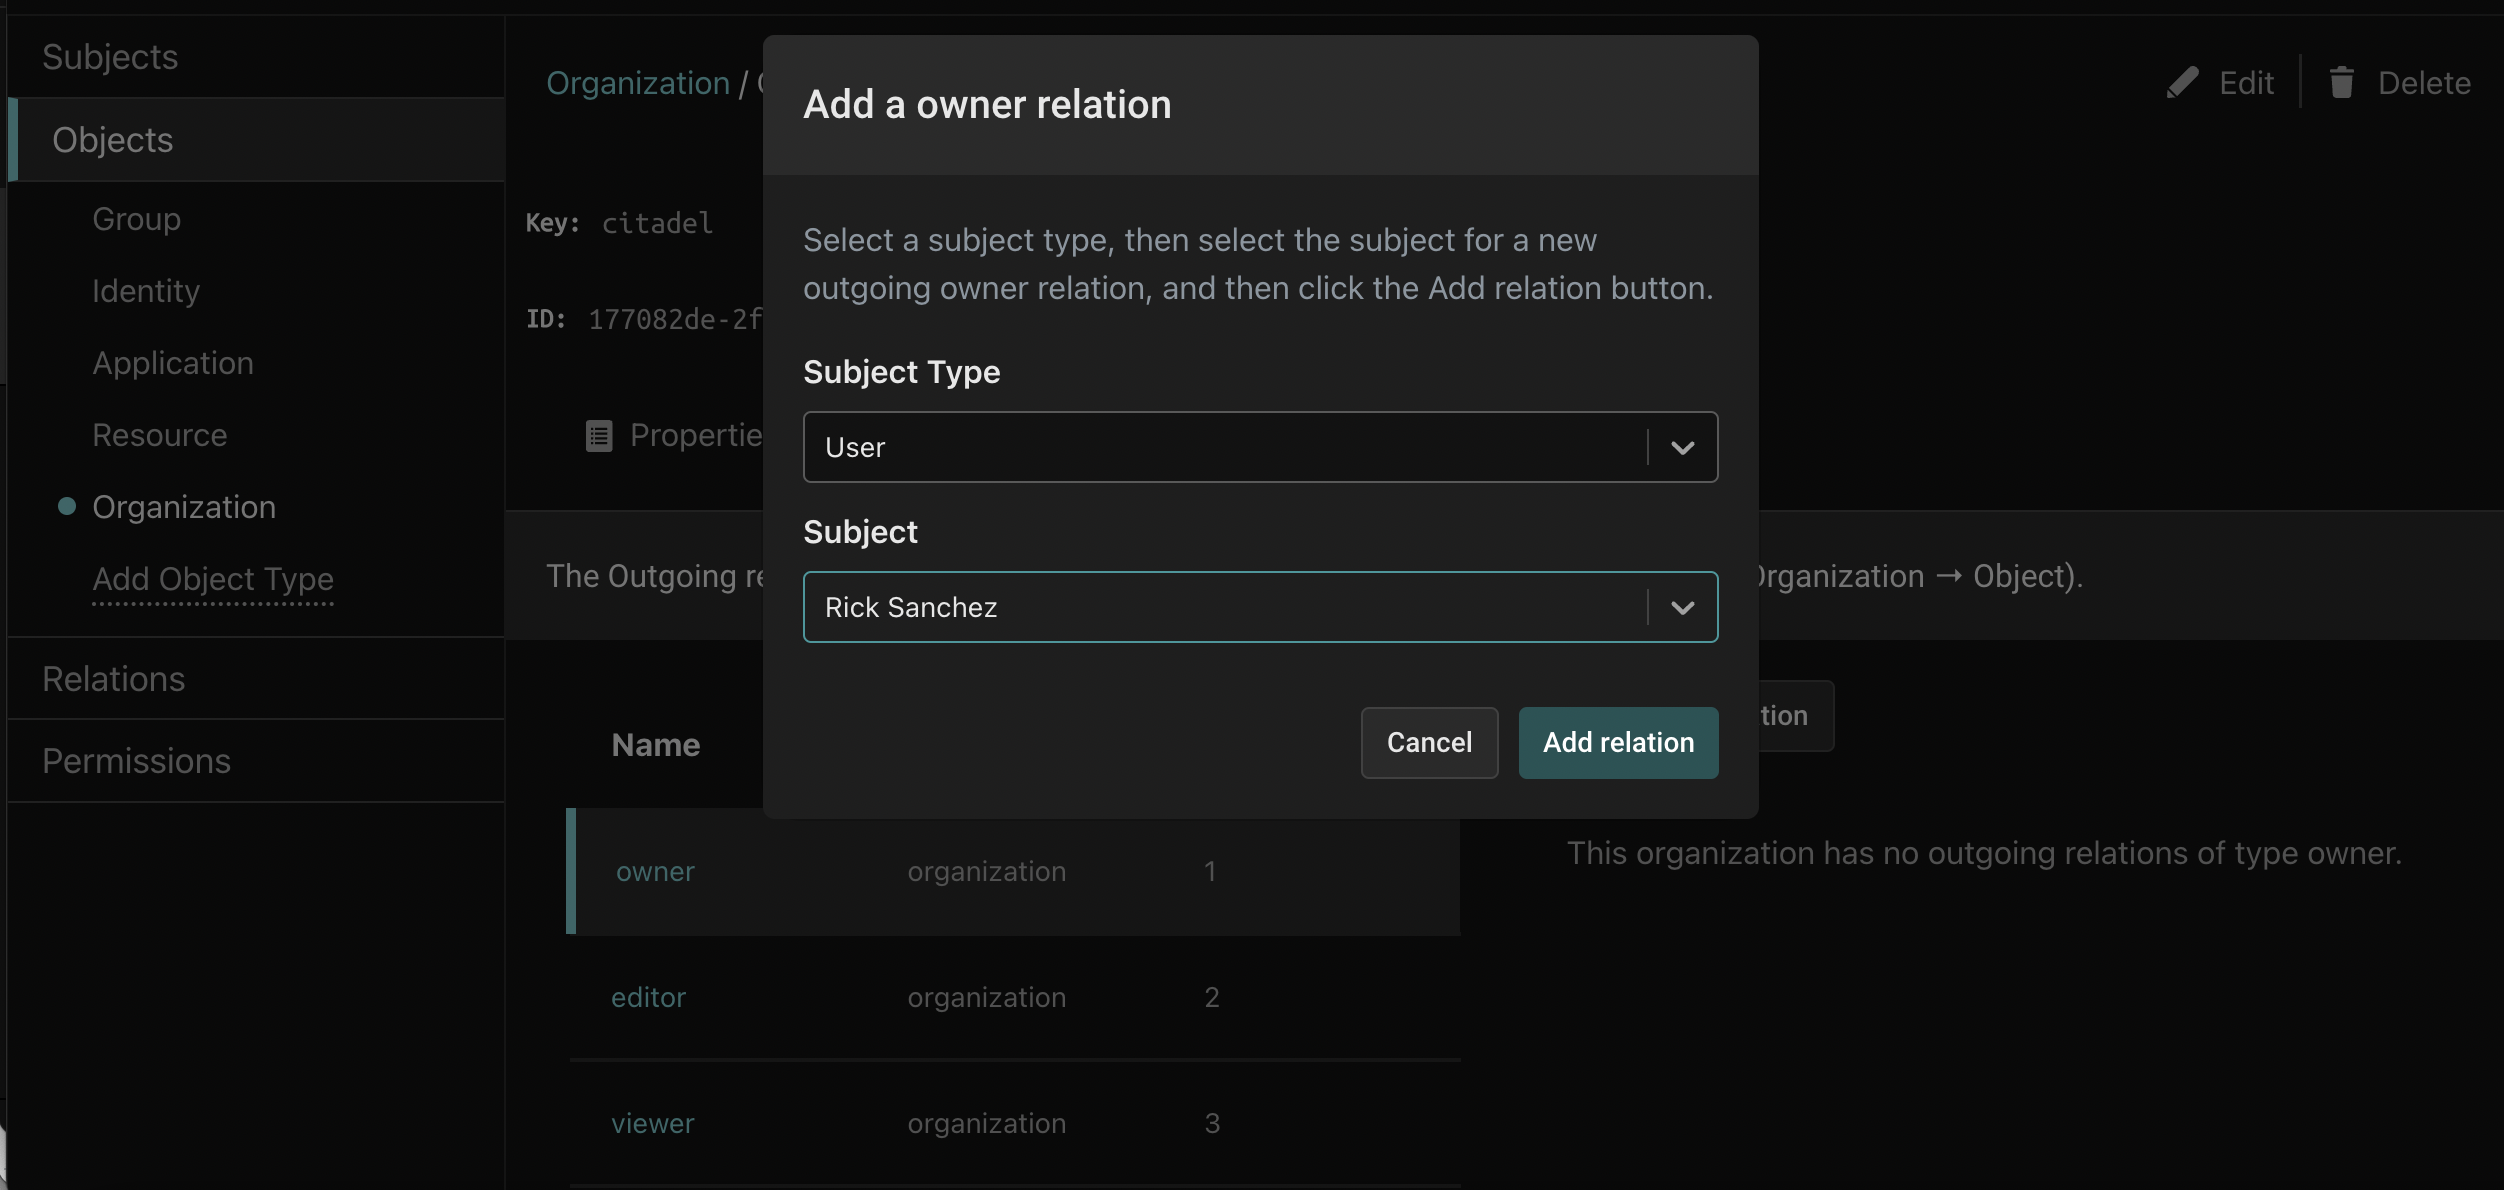 Subjects
Objects
Group
Identity
Application
Resource
Organization
Add Object Type
Relations
Permissions
Organization /
Edit
Delete
Key: citadel
ID: 177082de-2f
Add a owner relation
Select a subject type, then select the subject for a new
outgoing owner relation, and then click the Add relation button.
Subject Type
User
Subject
Rick Sanchez
Cancel
Add relation
Propertie
The Outgoing re
Organization → Object).
tion
Name
owner organization 1
editor organization 2
viewer organization 3
This organization has no outgoing relations of type owner.